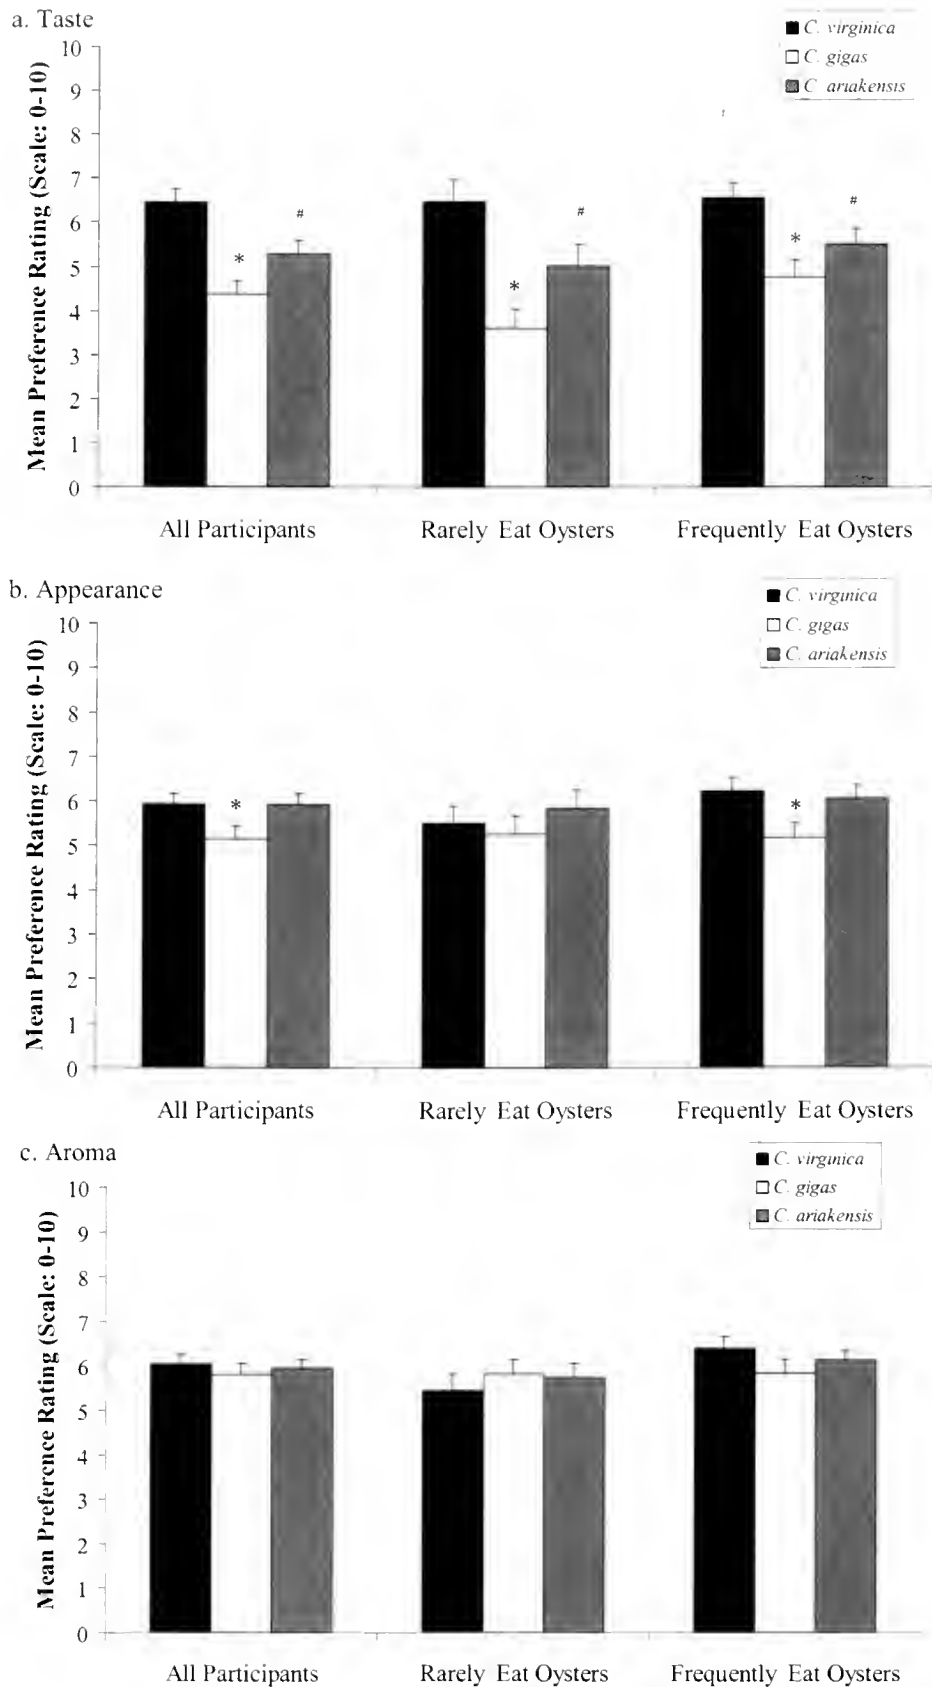 a. Taste
C. virginica
C. gigas
C. ariakensis
Mean Preference Rating (Scale: 0-10)
10
9
8
7
6
5
4
3
2
1
0
*
#
*
#
*
#
All Participants
Rarely Eat Oysters
Frequently Eat Oysters
b. Appearance
C. virginica
C. gigas
C. ariakensis
Mean Preference Rating (Scale: 0-10)
10
9
8
7
6
5
4
3
2
1
0
*
*
All Participants
Rarely Eat Oysters
Frequently Eat Oysters
c. Aroma
C. virginica
C. gigas
C. ariakensis
Mean Preference Rating (Scale: 0-10)
10
9
8
7
6
5
4
3
2
1
0
All Participants
Rarely Eat Oysters
Frequently Eat Oysters